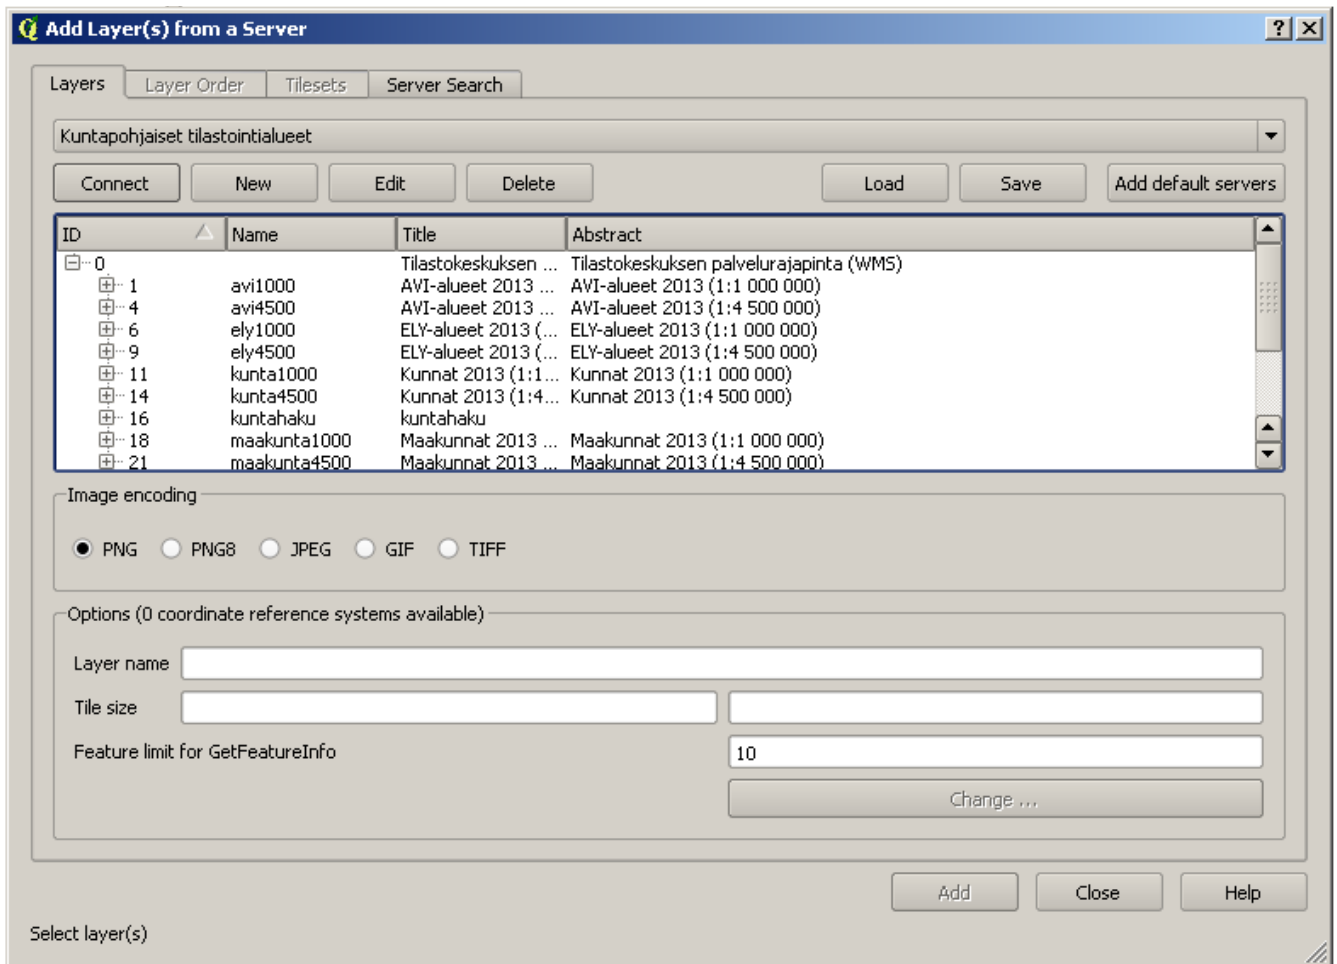 Add Layer(s) from a Server
Layers Layer Order Tilesets Server Search
Kuntapohjaiset tilastointialueet
Connect New Edit Delete Load Save Add default servers
ID Name Title Abstract
0 Tilastokeskuksen ... Tilastokeskuksen palvelurajapinta (WMS)
1 avi1000 AVI-alueet 2013 ... AVI-alueet 2013 (1:1 000 000)
4 avi4500 AVI-alueet 2013 ... AVI-alueet 2013 (1:4 500 000)
6 ely1000 ELY-alueet 2013 (... ELY-alueet 2013 (1:1 000 000)
9 ely4500 ELY-alueet 2013 (... ELY-alueet 2013 (1:4 500 000)
11 kunta1000 Kunnat 2013 (1:1... Kunnat 2013 (1:1 000 000)
14 kunta4500 Kunnat 2013 (1:4... Kunnat 2013 (1:4 500 000)
16 kuntahaku kuntahaku
18 maakunta1000 Maakunnat 2013 ... Maakunnat 2013 (1:1 000 000)
21 maakunta4500 Maakunnat 2013 ... Maakunnat 2013 (1:4 500 000)
Image encoding
PNG PNG8 JPEG GIF TIFF
Options (0 coordinate reference systems available)
Layer name
Tile size
Feature limit for GetFeatureInfo 10
Change ...
Add Close Help
Select layer(s)